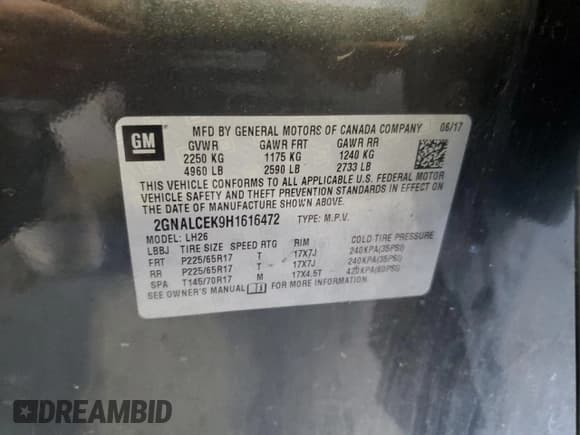 GM
MFD BY GENERAL MOTORS OF CANADA COMPANY 06/17
GVWR GAWR FRT GAWR RR
2250 KG 1175 KG 1240 KG
4960 LB 2590 LB 2733 LB
THIS VEHICLE CONFORMS TO ALL APPLICABLE U.S. FEDERAL MOTOR
VEHICLE SAFETY AND THEFT PREVENTION STANDARDS IN EFFECT ON
THE DATE OF MANUFACTURE SHOWN ABOVE.
2GNALCEK9H1616472 TYPE: M.P.V.
MODEL: LH26
LBBJ TIRE SIZE SPEED RTG RIM COLD TIRE PRESSURE
FRT P225/65R17 T 17X7J 240KPA(35PSI)
RR P225/65R17 T 17X7J 240KPA(35PSI)
SPA T145/70R17 M 17X4.5T 420KPA(60PSI)
SEE OWNER'S MANUAL FOR MORE INFORMATION.
DREAMBID